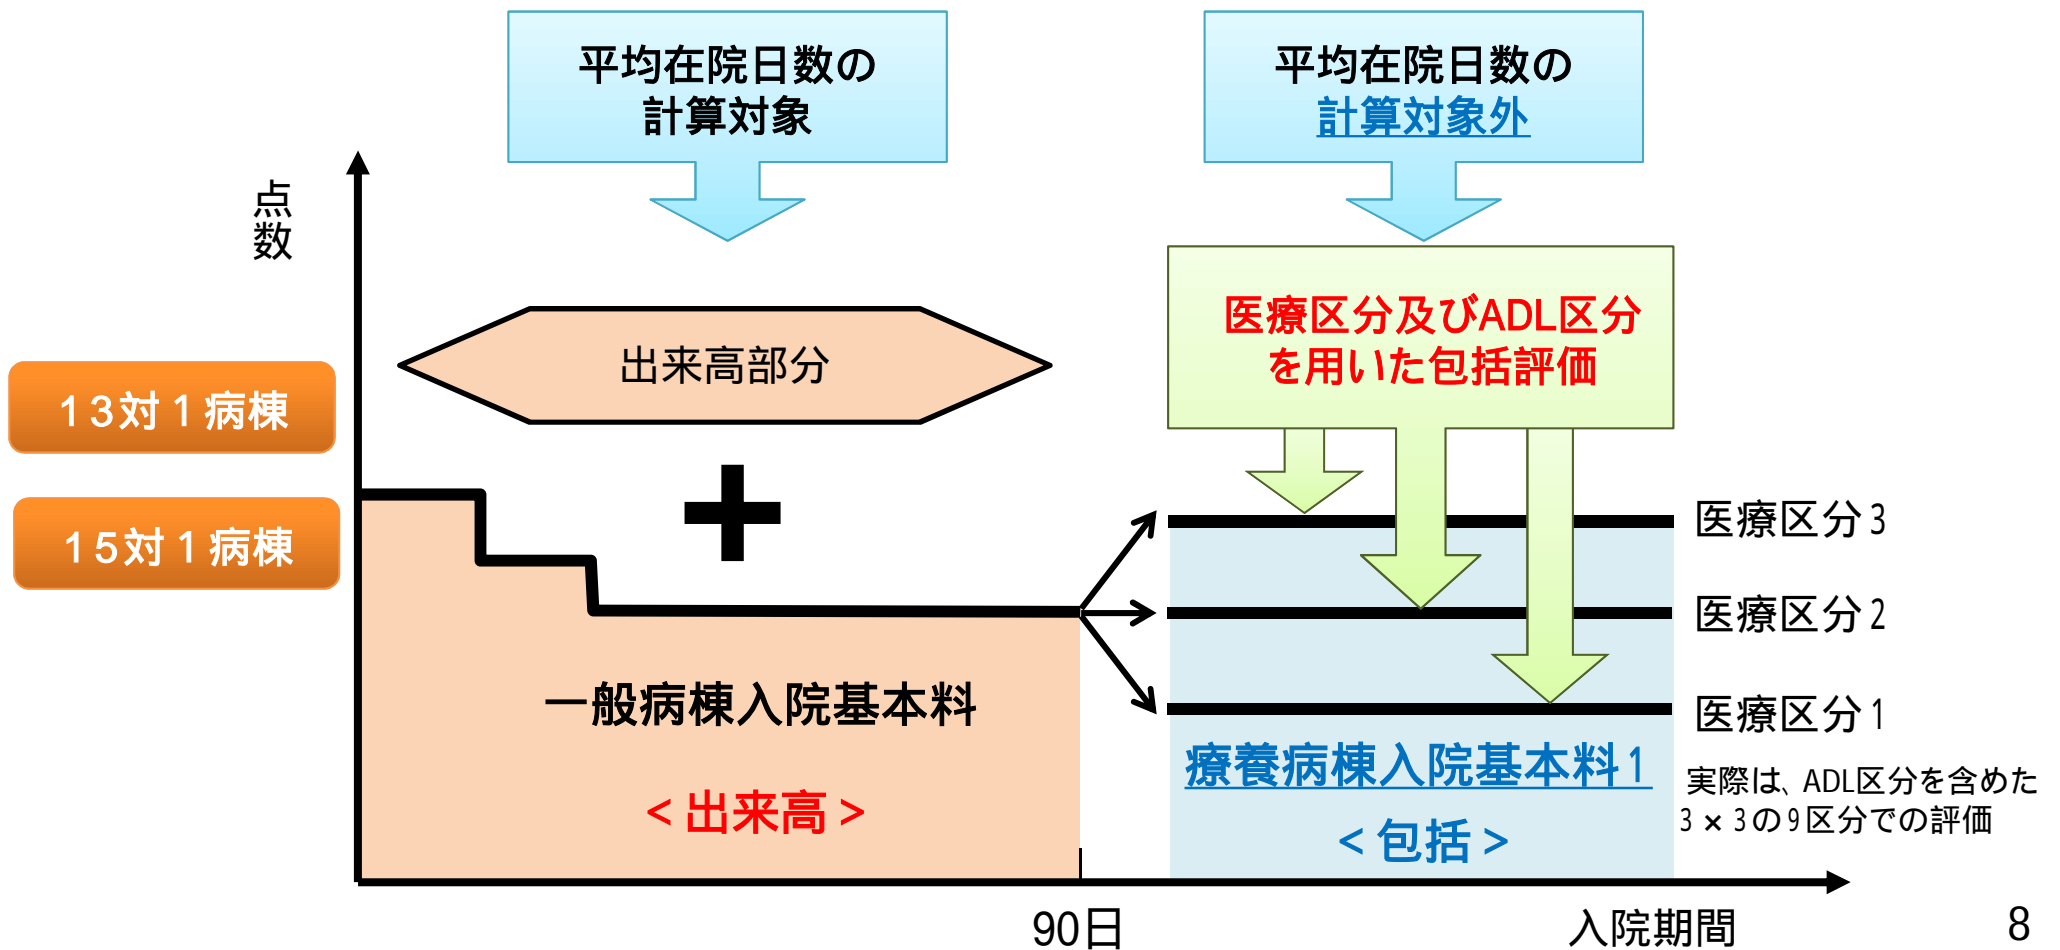 平均在院日数の
計算対象
平均在院日数の
計算対象外
点数
医療区分及びADL区分
を用いた包括評価
出来高部分
13対1病棟
15対1病棟
+
医療区分3
医療区分2
医療区分1
一般病棟入院基本料
<出来高>
療養病棟入院基本料1
<包括>
実際は、ADL区分を含めた
3×3の9区分での評価
90日
入院期間
8